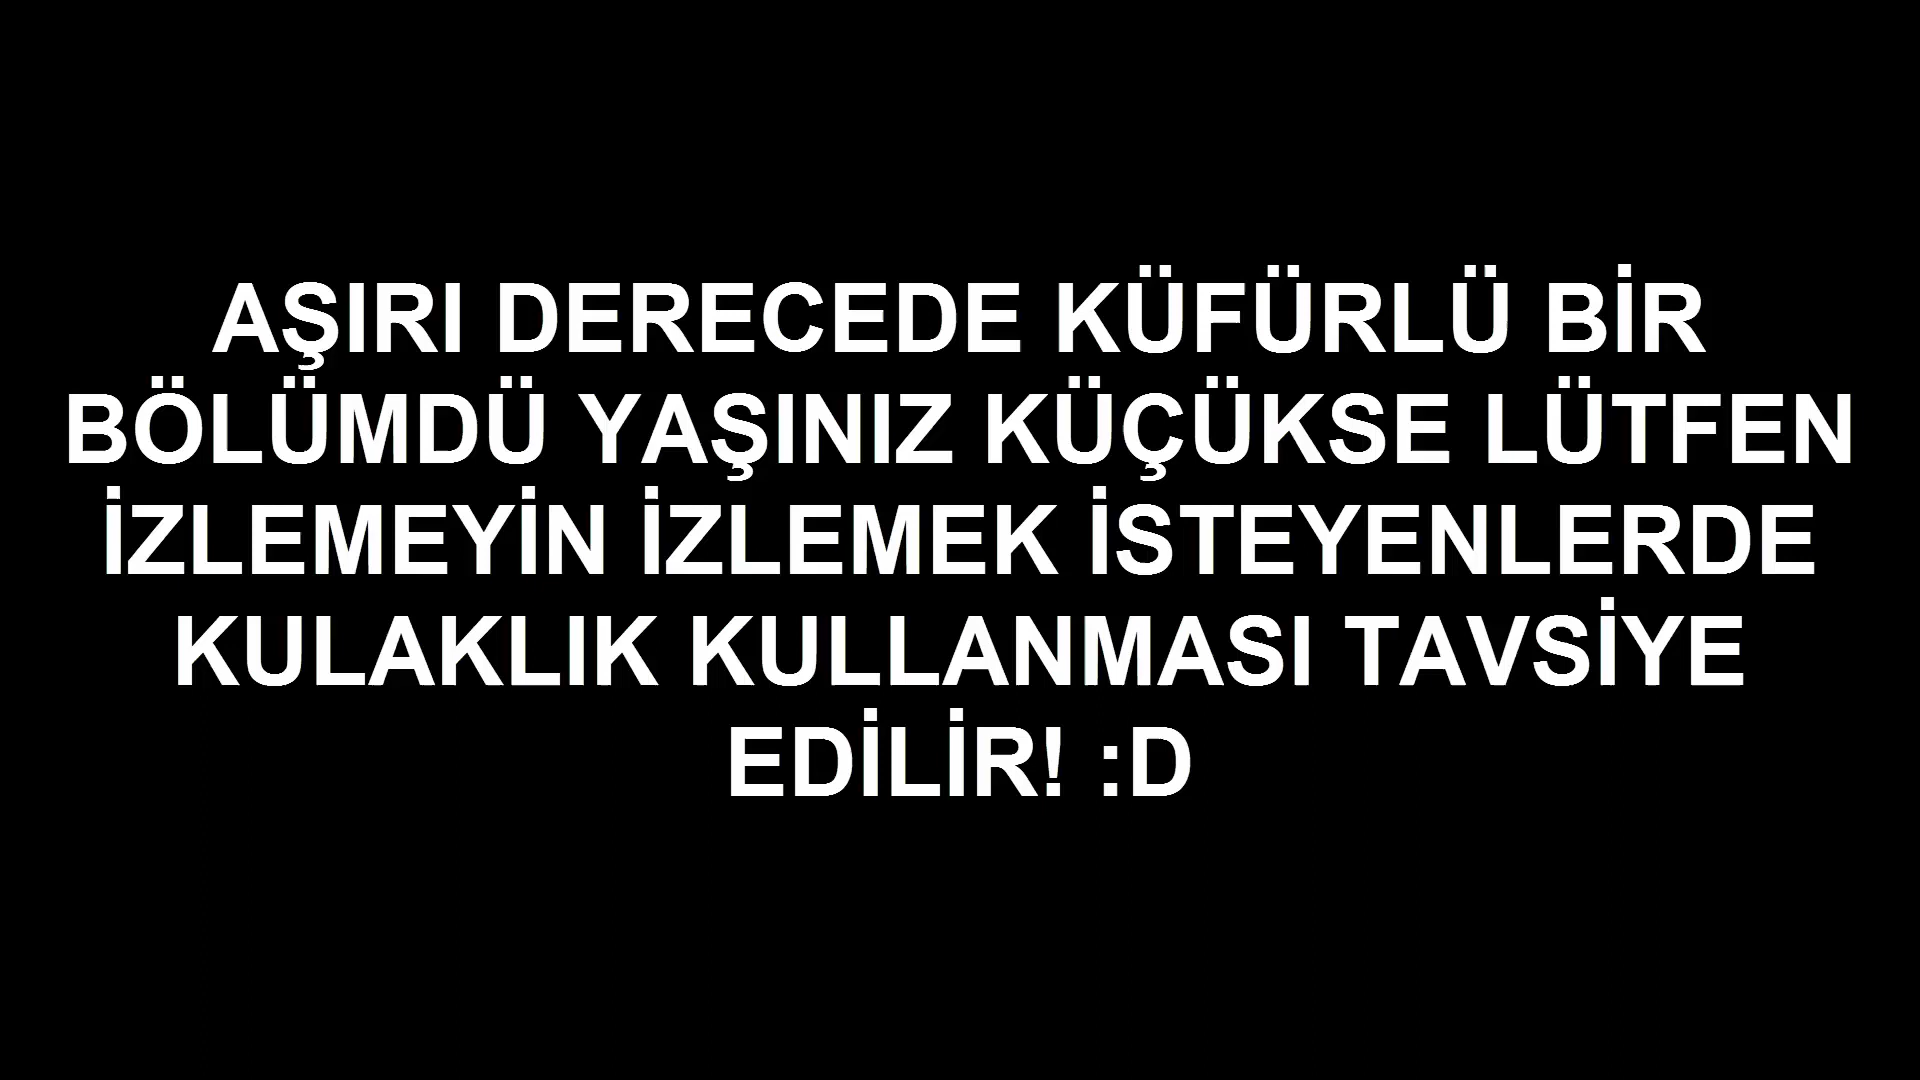 AŞIRI DERECEDE KÜFÜRLÜ BİR
BÖLÜMDÜ YAŞINIZ KÜÇÜKSE LÜTFEN
İZLEMEYİN İZLEMEK İSTEYENLERDE
KULAKLIK KULLANMASI TAVSİYE
EDİLİR! :D